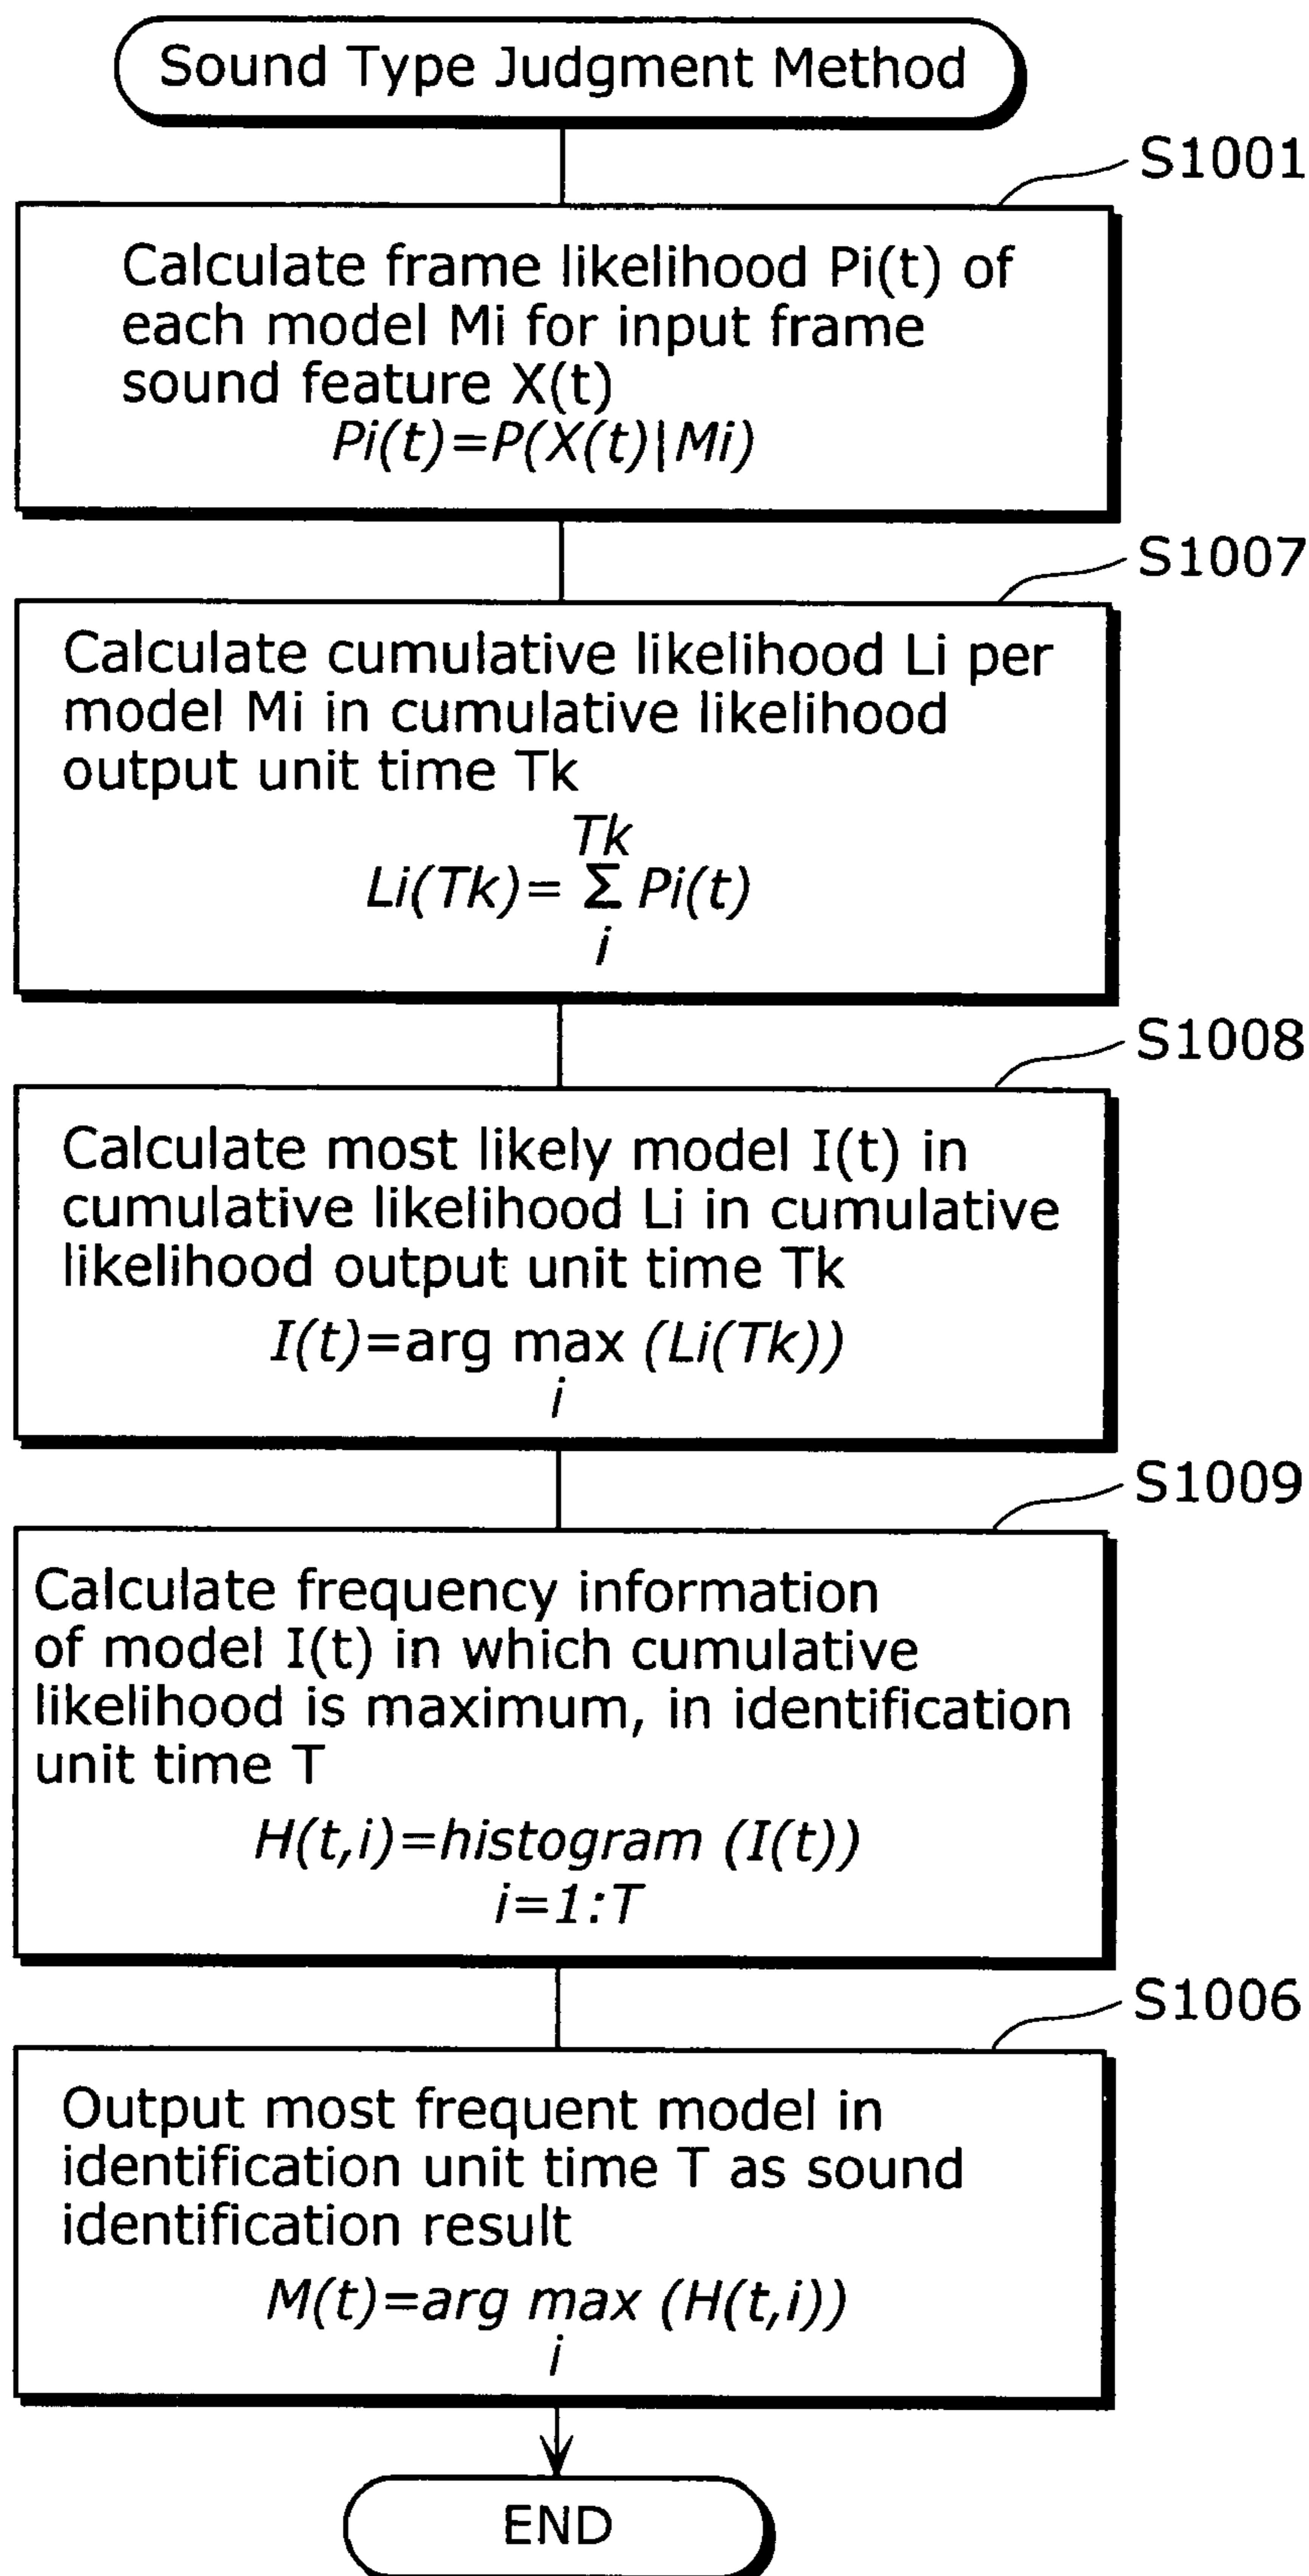 Sound Type Judgment Method
S1001
Calculate frame likelihood Pi(t) of
each model Mi for input frame
sound feature X(t)
Pi(t)=P(X(t)|Mi)
S1007
Calculate cumulative likelihood Li per
model Mi in cumulative likelihood
output unit time Tk
Tk
Li(Tk)= Σ Pi(t)
i
S1008
Calculate most likely model I(t) in
cumulative likelihood Li in cumulative
likelihood output unit time Tk
I(t)=arg max (Li(Tk))
i
S1009
Calculate frequency information
of model I(t) in which cumulative
likelihood is maximum, in identification
unit time T
H(t,i)=histogram (I(t))
i=1:T
S1006
Output most frequent model in
identification unit time T as sound
identification result
M(t)=arg max (H(t,i))
i
END